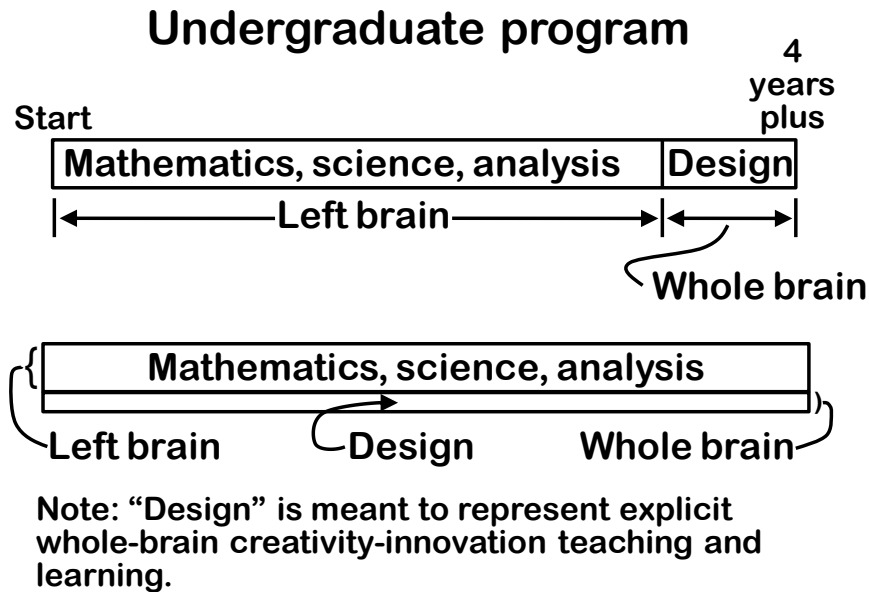 Undergraduate program
4
years
plus
Start
Mathematics, science, analysis
Design
Left brain
Whole brain
Mathematics, science, analysis
Left brain
Design
Whole brain
Note: “Design” is meant to represent explicit
whole-brain creativity-innovation teaching and
learning.